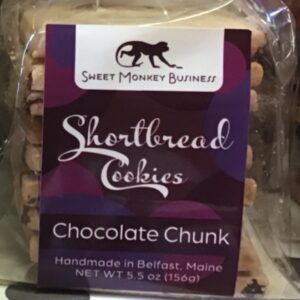 Sweet Monkey Business
Shortbread
Cookies
Chocolate Chunk
Handmade in Belfast, Maine
NET WT 5.5 oz (156g)